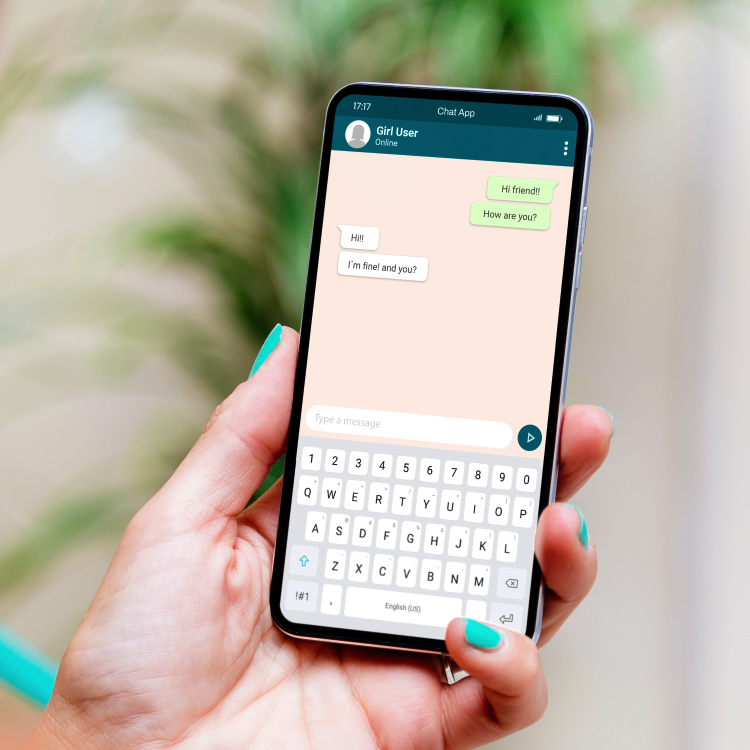 17:17
Chat App
Girl User
Online
Hi friend!!
How are you?
Hi!!
I´m fine! and you?
Type a message
1 2 3 4 5 6 7 8 9 0
Q W E R T Y U I O P
A S D F G H J K L
Z X C V B N M
!#1 , English (US)